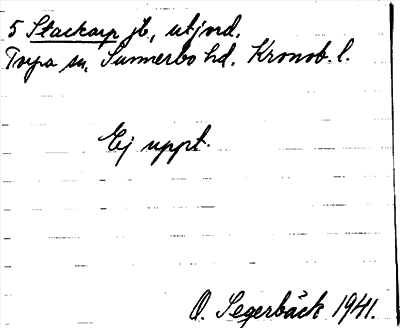 5 Stackarp jb, utjord.
Torpa sn, Sunnerbo hd. Kronob. l.
Ej uppt.
O. Segerbäck 1941.